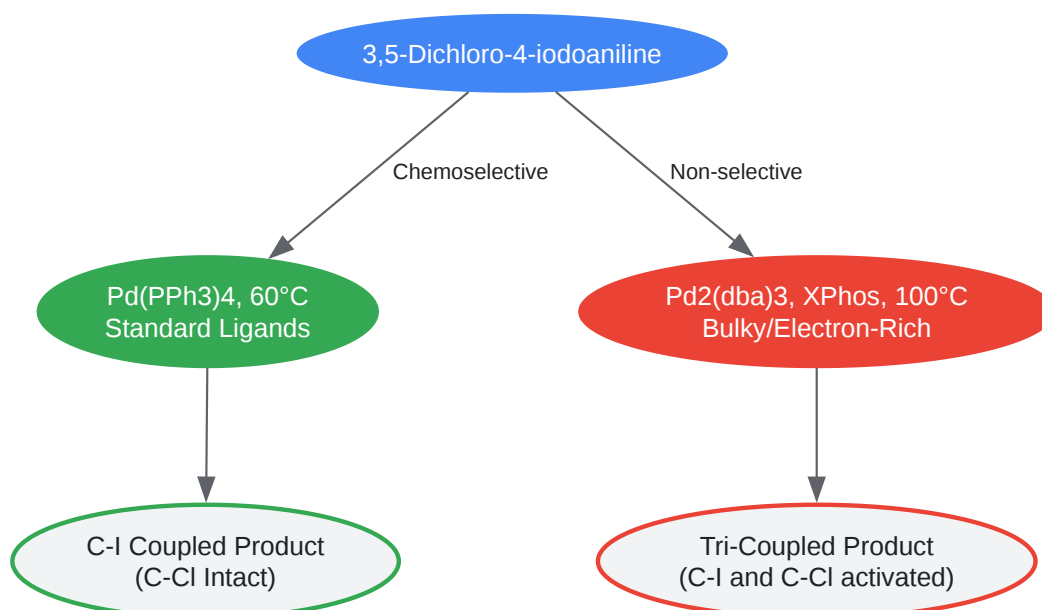 3,5-Dichloro-4-iodoaniline
Chemoselective
Non-selective
Pd(PPh3)4, 60°C
Standard Ligands
Pd2(dba)3, XPhos, 100°C
Bulky/Electron-Rich
C-I Coupled Product
(C-Cl Intact)
Tri-Coupled Product
(C-I and C-Cl activated)